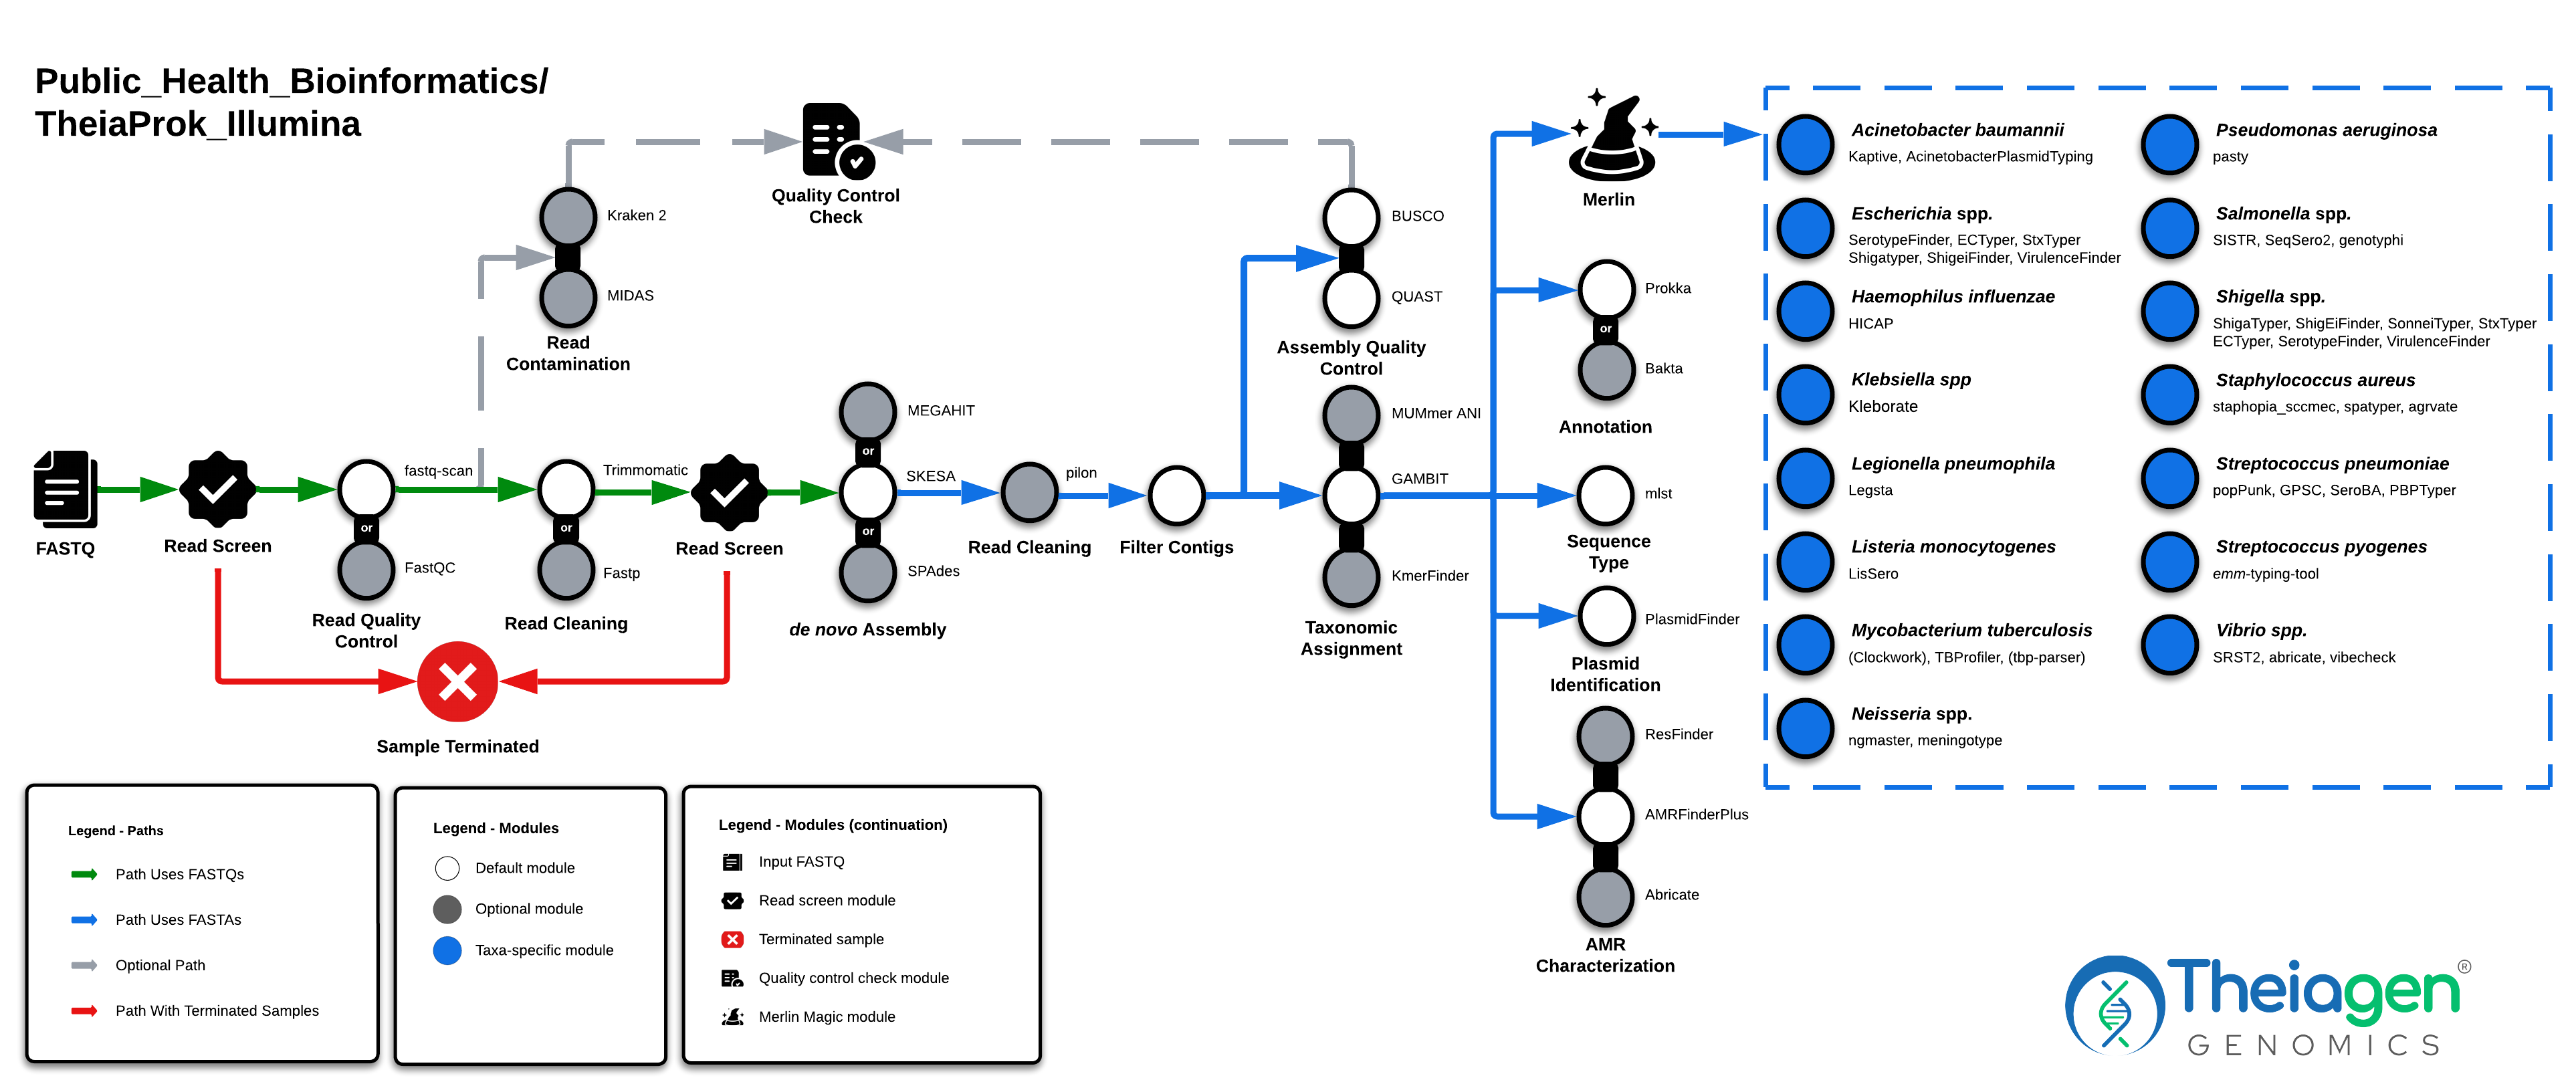 Public_Health_Bioinformatics/
TheiaProk_Illumina
FASTQ
Read Screen
fastq-scan
or
FastQC
Read Quality
Control
Kraken 2
MIDAS
Read
Contamination
Quality Control
Check
Trimmomatic
or
Fastp
Read Cleaning
Read Screen
Sample Terminated
MEGAHIT
or
SKESA
or
SPAdes
de novo Assembly
pilon
Read Cleaning
Filter Contigs
BUSCO
QUAST
Assembly Quality
Control
MUMmer ANI
GAMBIT
KmerFinder
Taxonomic
Assignment
Merlin
Prokka
or
Bakta
Annotation
mlst
Sequence
Type
PlasmidFinder
Plasmid
Identification
ResFinder
AMRFinderPlus
Abricate
AMR
Characterization
Acinetobacter baumannii
Kaptive, AcinetobacterPlasmidTyping
Escherichia spp.
SerotypeFinder, ECTyper, StxTyper
Shigatyper, ShigeiFinder, VirulenceFinder
Haemophilus influenzae
HICAP
Klebsiella spp
Kleborate
Legionella pneumophila
Legsta
Listeria monocytogenes
LisSero
Mycobacterium tuberculosis
(Clockwork), TBProfiler, (tbp-parser)
Neisseria spp.
ngmaster, meningotype
Pseudomonas aeruginosa
pasty
Salmonella spp.
SISTR, SeqSero2, genotyphi
Shigella spp.
ShigaTyper, ShigEiFinder, SonneiTyper, StxTyper
ECTyper, SerotypeFinder, VirulenceFinder
Staphylococcus aureus
staphopia_sccmec, spatyper, agrvate
Streptococcus pneumoniae
popPunk, GPSC, SeroBA, PBPTyper
Streptococcus pyogenes
emm-typing-tool
Vibrio spp.
SRST2, abricate, vibecheck
Legend - Paths
Path Uses FASTQs
Path Uses FASTAs
Optional Path
Path With Terminated Samples
Legend - Modules
Default module
Optional module
Taxa-specific module
Legend - Modules (continuation)
Input FASTQ
Read screen module
Terminated sample
Quality control check module
Merlin Magic module
Theiagen®
GENOMICS